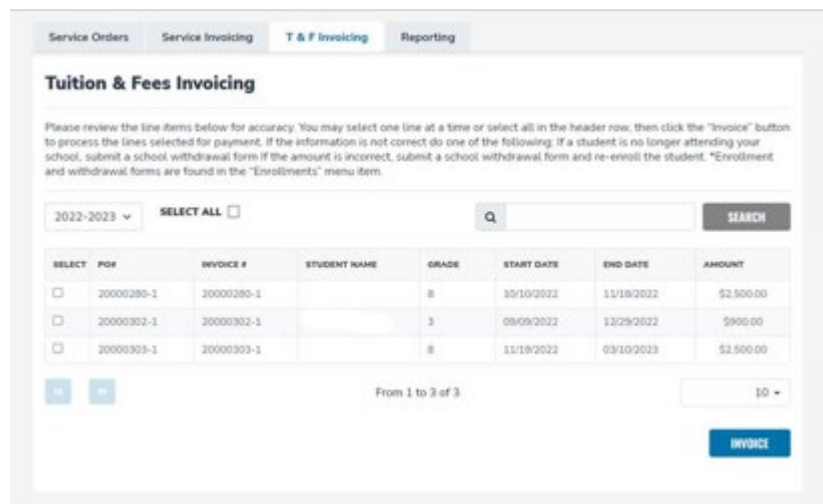 Service Orders Service Invoicing T & F Invoicing Reporting
Tuition & Fees Invoicing
Please review the line items below for accuracy. You may select one line at a time or select all in the header row, then click the "Invoice" button
to process the lines selected for payment. If the information is not correct do one of the following: If a student is no longer attending your
school, submit a school withdrawal form If the amount is incorrect, submit a school withdrawal form and re-enroll the student. *Enrollment
and withdrawal forms are found in the "Enrollments" menu item.
2022-2023 SELECT ALL SEARCH
SELECT PO# INVOICE # STUDENT NAME GRADE START DATE END DATE AMOUNT
20000280-1 20000280-1 8 10/10/2022 11/18/2022 $2,500.00
20000302-1 20000302-1 3 09/09/2022 12/29/2022 $900.00
20000303-1 20000303-1 8 11/19/2022 03/10/2023 $2,500.00
From 1 to 3 of 3 10
INVOICE